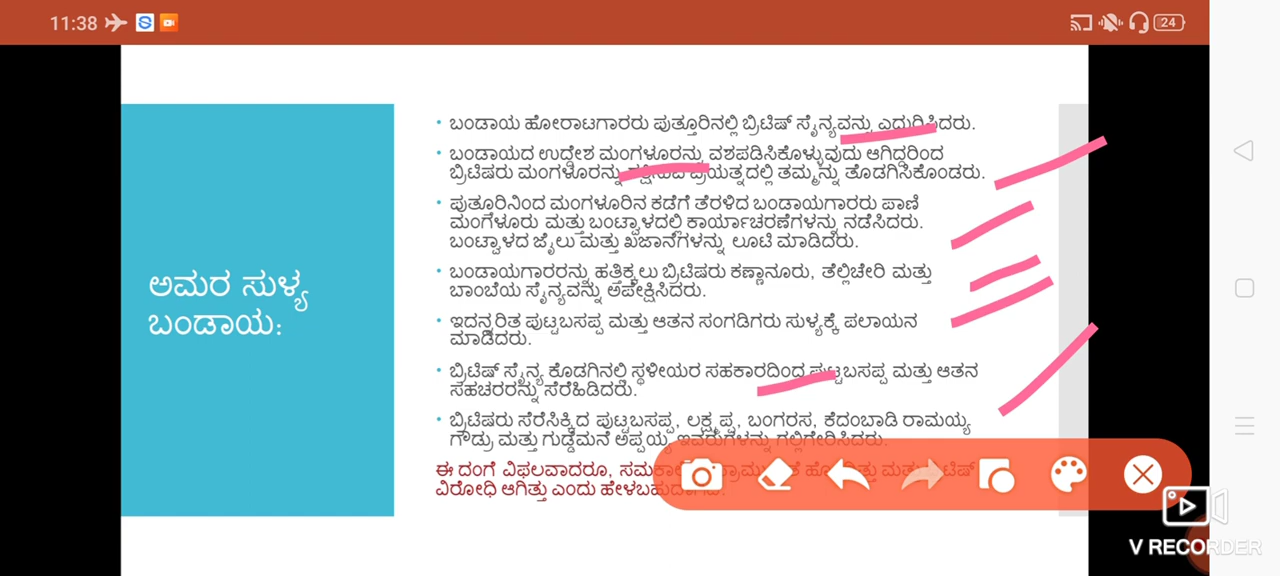 11:38
24
ಬಂಡಾಯ ಹೋರಾಟಗಾರರು ಪುತ್ತೂರಿನಲ್ಲಿ ಬ್ರಿಟಿಷ್ ಸೈನ್ಯವನ್ನು ಎದುರಿಸಿದರು.
ಬಂಡಾಯದ ಉದ್ದೇಶ ಮಂಗಳೂರನ್ನು ವಶಪಡಿಸಿಕೊಳ್ಳುವುದು ಆಗಿದ್ದರಿಂದ
ಬ್ರಿಟಿಷರು ಮಂಗಳೂರನ್ನು ಪ್ರಯತ್ನದಲ್ಲಿ ತಮ್ಮನ್ನು ತೊಡಗಿಸಿಕೊಂಡರು.
ಪುತ್ತೂರಿನಿಂದ ಮಂಗಳೂರಿನ ಕಡೆಗೆ ತೆರಳಿದ ಬಂಡಾಯಗಾರರು ಪಾಣಿ
ಮಂಗಳೂರು ಮತ್ತು ಬಂಟ್ವಾಳದಲ್ಲಿ ಕಾರ್ಯಾಚರಣೆಗಳನ್ನು ನಡೆಸಿದರು.
ಬಂಟ್ವಾಳದ ಜೈಲು ಮತ್ತು ಖಜಾನೆಗಳನ್ನು ಲೂಟಿ ಮಾಡಿದರು.
ಬಂಡಾಯಗಾರರನ್ನು ಹತ್ತಿಕ್ಕಲು ಬ್ರಿಟಿಷರು ಕಣ್ಣಾನೂರು, ತೆಲ್ಲಿಚೇರಿ ಮತ್ತು
ಬಾಂಬೆಯ ಸೈನ್ಯವನ್ನು ಅಪೇಕ್ಷಿಸಿದರು.
ಇದನ್ನರಿತ ಪುಟ್ಟಬಸಪ್ಪ ಮತ್ತು ಆತನ ಸಂಗಡಿಗರು ಸುಳ್ಯಕ್ಕೆ ಪಲಾಯನ
ಮಾಡಿದರು.
ಅಮರ ಸುಳ್ಯ
ಬಂಡಾಯ:
ಬ್ರಿಟಿಷ್ ಸೈನ್ಯ ಕೊಡಗಿನಲ್ಲಿ ಸ್ಥಳೀಯರ ಸಹಕಾರದಿಂದ ಪುಟ್ಟಬಸಪ್ಪ ಮತ್ತು ಆತನ
ಸಹಚರರನ್ನು ಸೆರೆಹಿಡಿದರು.
ಬ್ರಿಟಿಷರು ಸೆರೆಸಿಕ್ಕಿದ ಪುಟ್ಟಬಸಪ್ಪ, ಲಕ್ಷ್ಮಪ್ಪ, ಬಂಗರಸ, ಕೆದಂಬಾಡಿ ರಾಮಯ್ಯ
ಗೌಡ್ರು ಮತ್ತು ಗುಡ್ಡೆಮನೆ ಅಪ್ಪಯ್ಯ ಇವರುಗಳನ್ನು ಗಲ್ಲಿಗೇರಿಸಿದರು.
ಈ ದಂಗೆ ವಿಫಲವಾದರೂ,
ವಿರೋಧಿ ಆಗಿತ್ತು ಎಂದು
V RECORDER